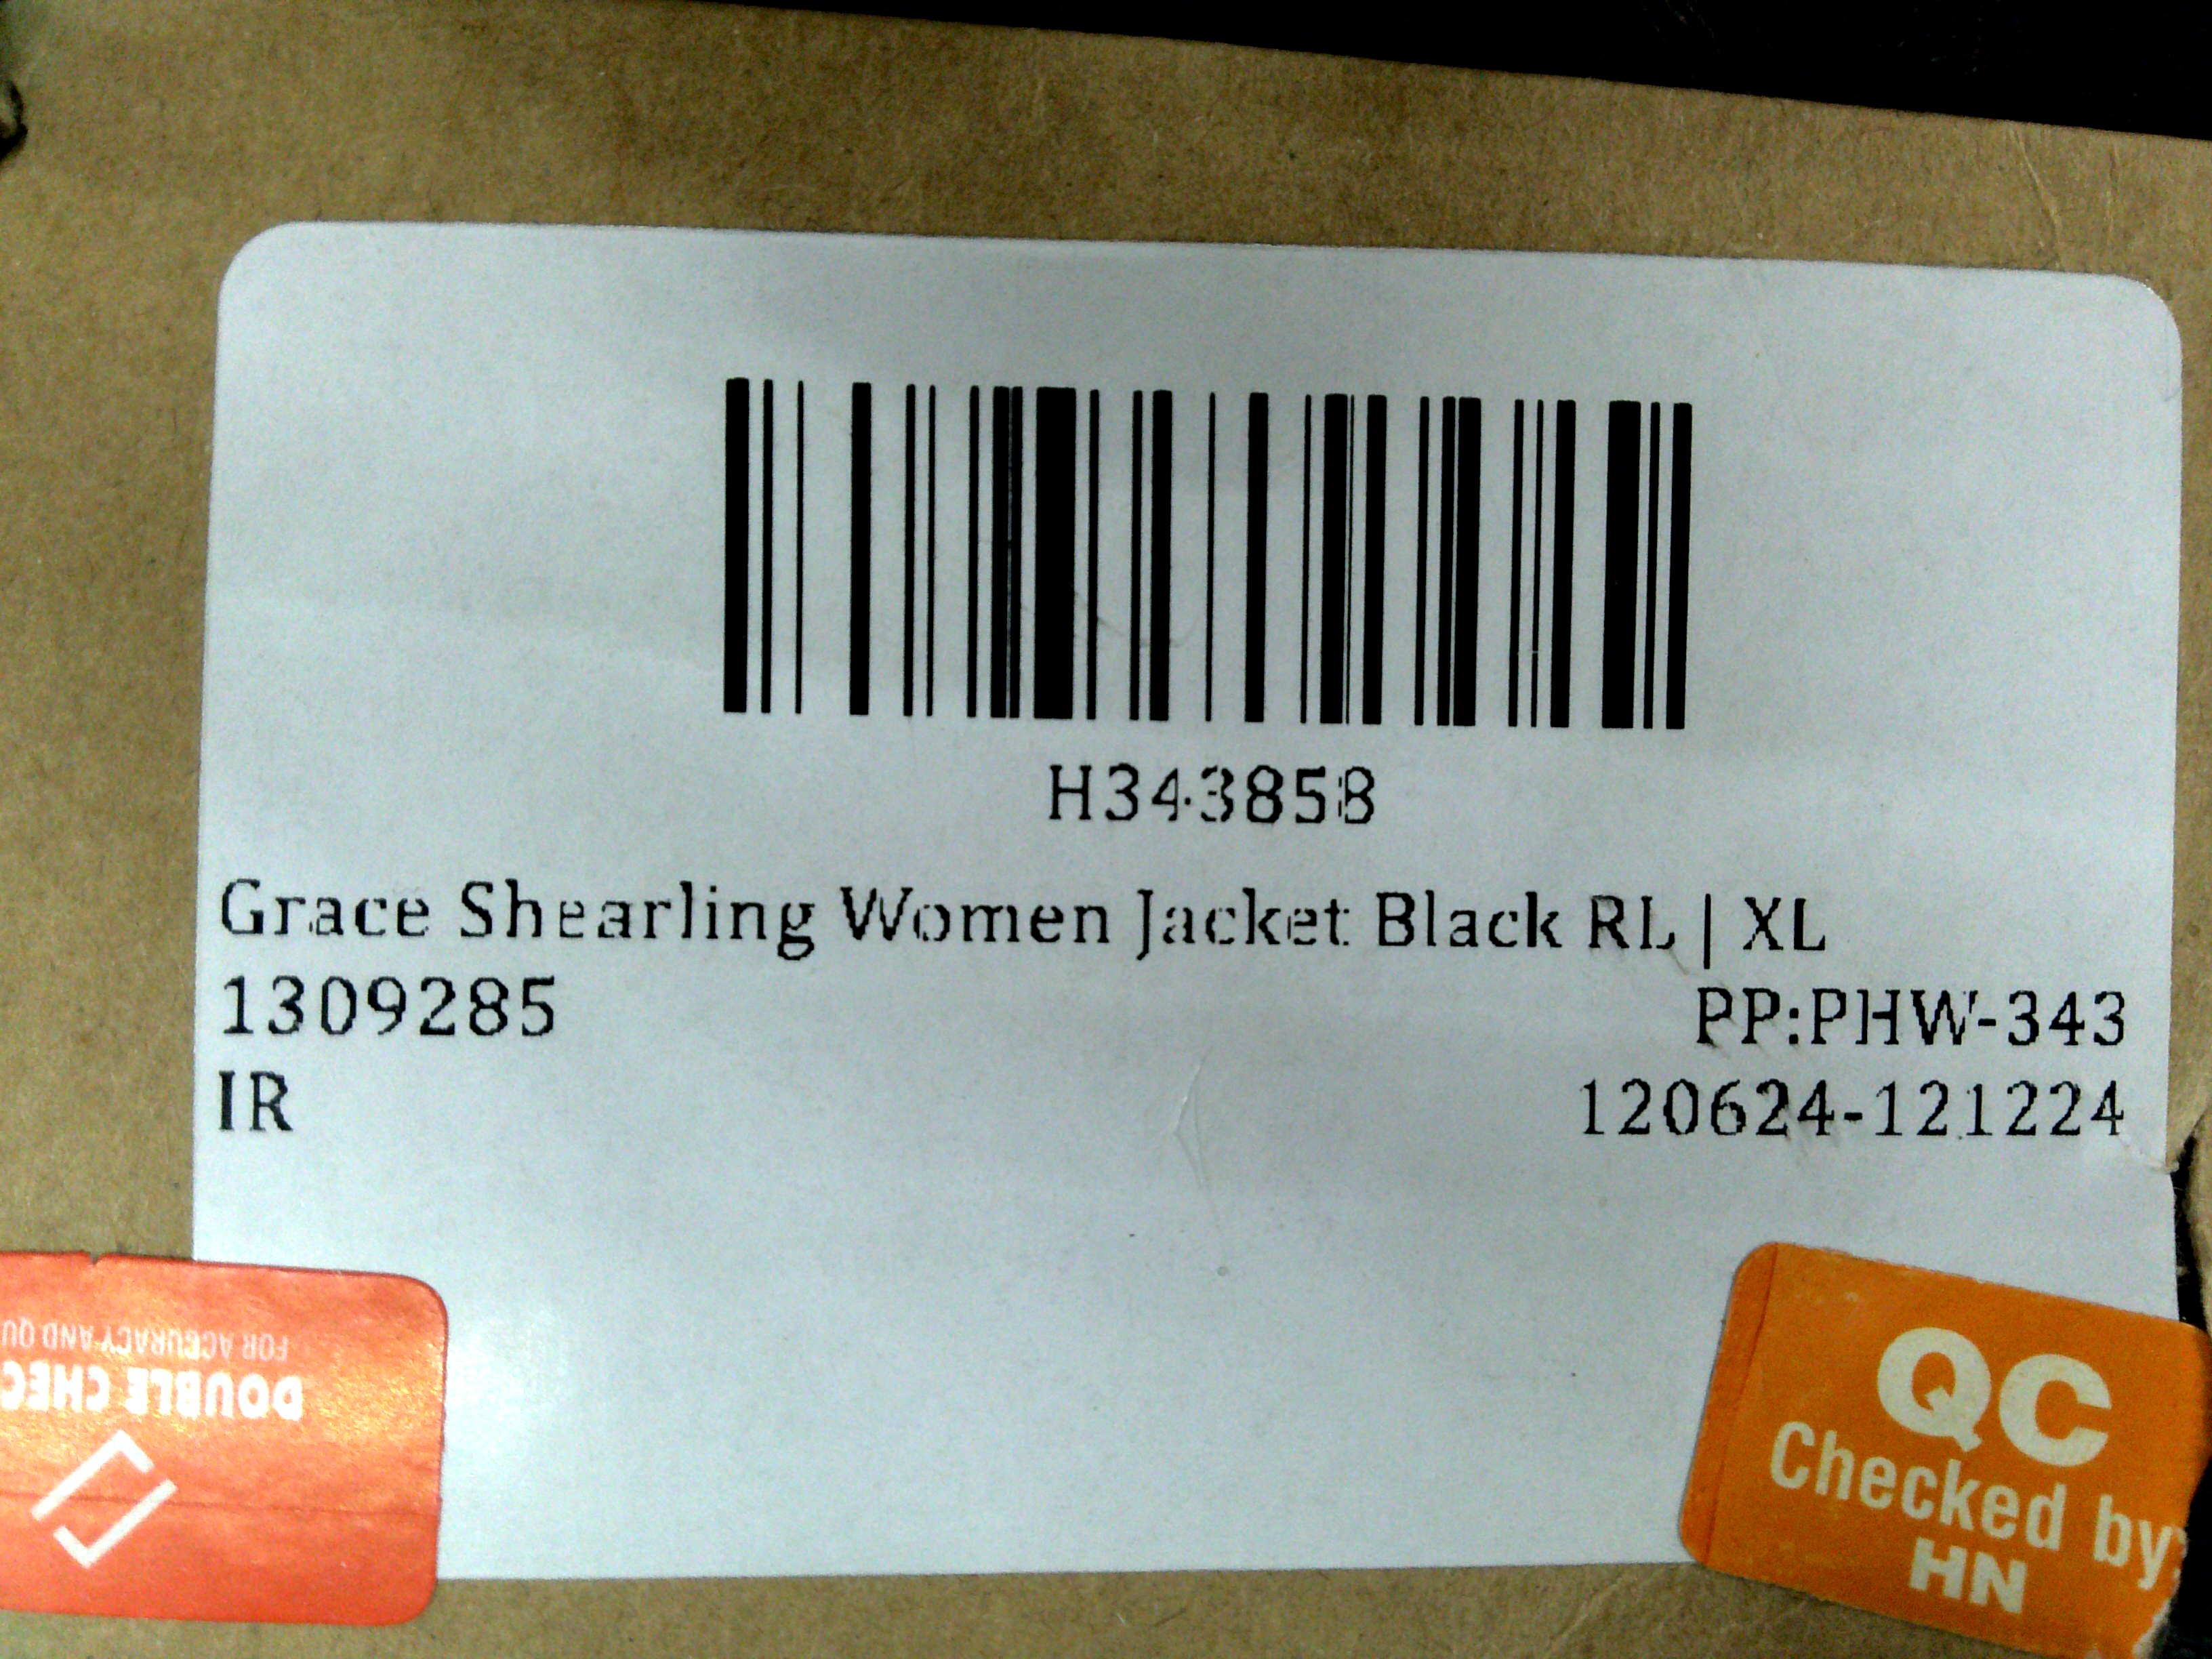 H343858
Grace Shearling Women Jacket Black RL | XL
1309285
PP:PHW-343
IR
120624-121224
DOUBLE CHEC
FOR ACCURACY AND QU
QC
Checked by:
HN